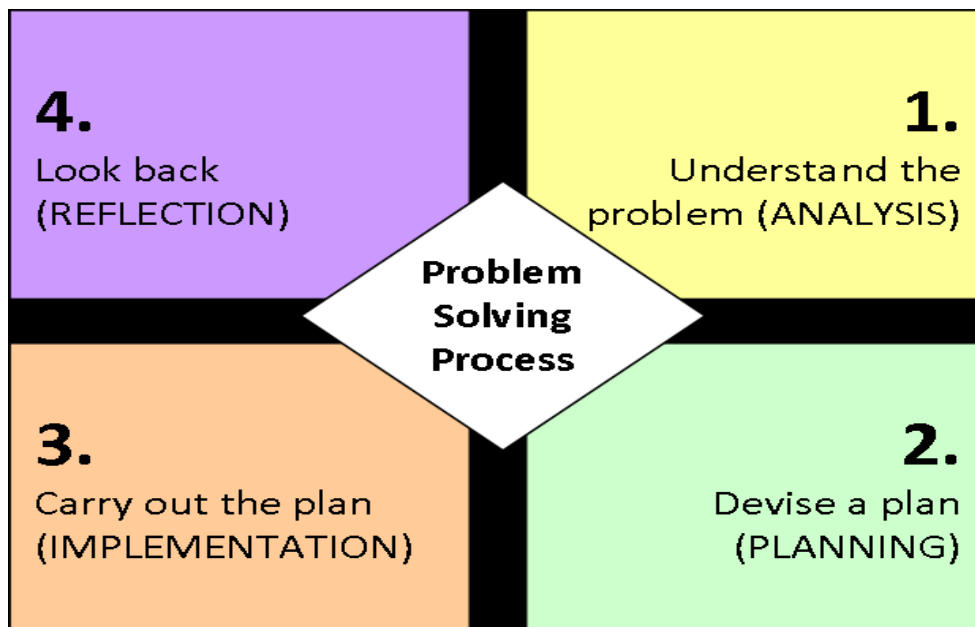 4.
Look back
(REFLECTION)
1.
Understand the
problem (ANALYSIS)
Problem
Solving
Process
3.
Carry out the plan
(IMPLEMENTATION)
2.
Devise a plan
(PLANNING)